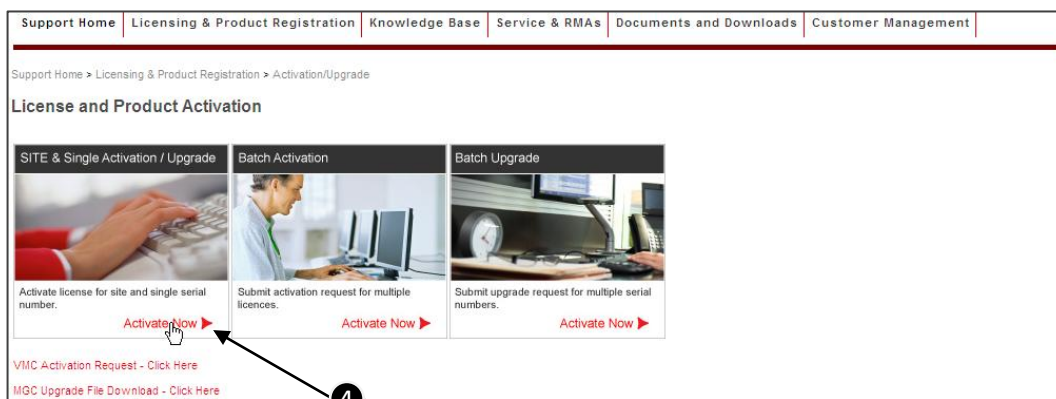 Support Home Licensing & Product Registration Knowledge Base Service & RMAs Documents and Downloads Customer Management
Support Home > Licensing & Product Registration > Activation/Upgrade
License and Product Activation
SITE & Single Activation / Upgrade
Activate license for site and single serial
number.
Activate Now
Batch Activation
Submit activation request for multiple
licences.
Activate Now
Batch Upgrade
Submit upgrade request for multiple serial
numbers.
Activate Now
VMC Activation Request - Click Here
MGC Upgrade File Download - Click Here
4